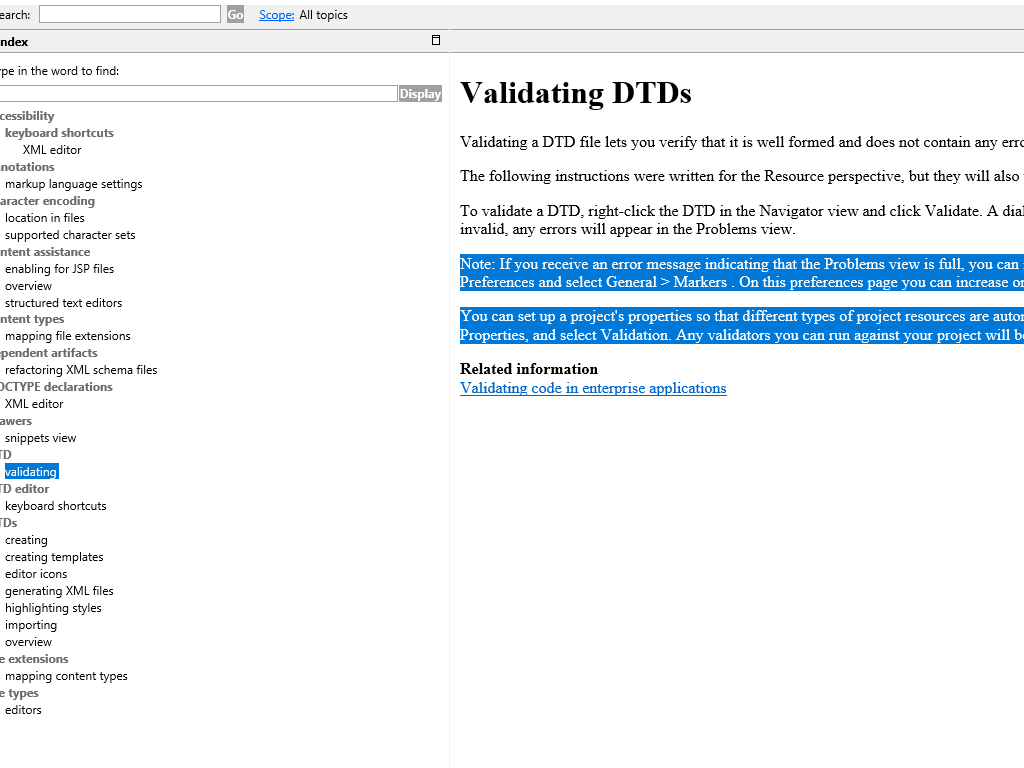 earch: Go Scope: All topics
ndex
ype in the word to find:
Display
cessibility
keyboard shortcuts
XML editor
notations
markup language settings
aracter encoding
location in files
supported character sets
ntent assistance
enabling for JSP files
overview
structured text editors
ntent types
mapping file extensions
ependent artifacts
refactoring XML schema files
OCTYPE declarations
XML editor
awers
snippets view
TD
validating
TD editor
keyboard shortcuts
TDs
creating
creating templates
editor icons
generating XML files
highlighting styles
importing
overview
e extensions
mapping content types
e types
editors
Validating DTDs
Validating a DTD file lets you verify that it is well formed and does not contain any erro
The following instructions were written for the Resource perspective, but they will also
To validate a DTD, right-click the DTD in the Navigator view and click Validate. A dial
invalid, any errors will appear in the Problems view.
Note: If you receive an error message indicating that the Problems view is full, you can
Preferences and select General > Markers . On this preferences page you can increase or
You can set up a project's properties so that different types of project resources are auto
Properties, and select Validation. Any validators you can run against your project will be
Related information
Validating code in enterprise applications